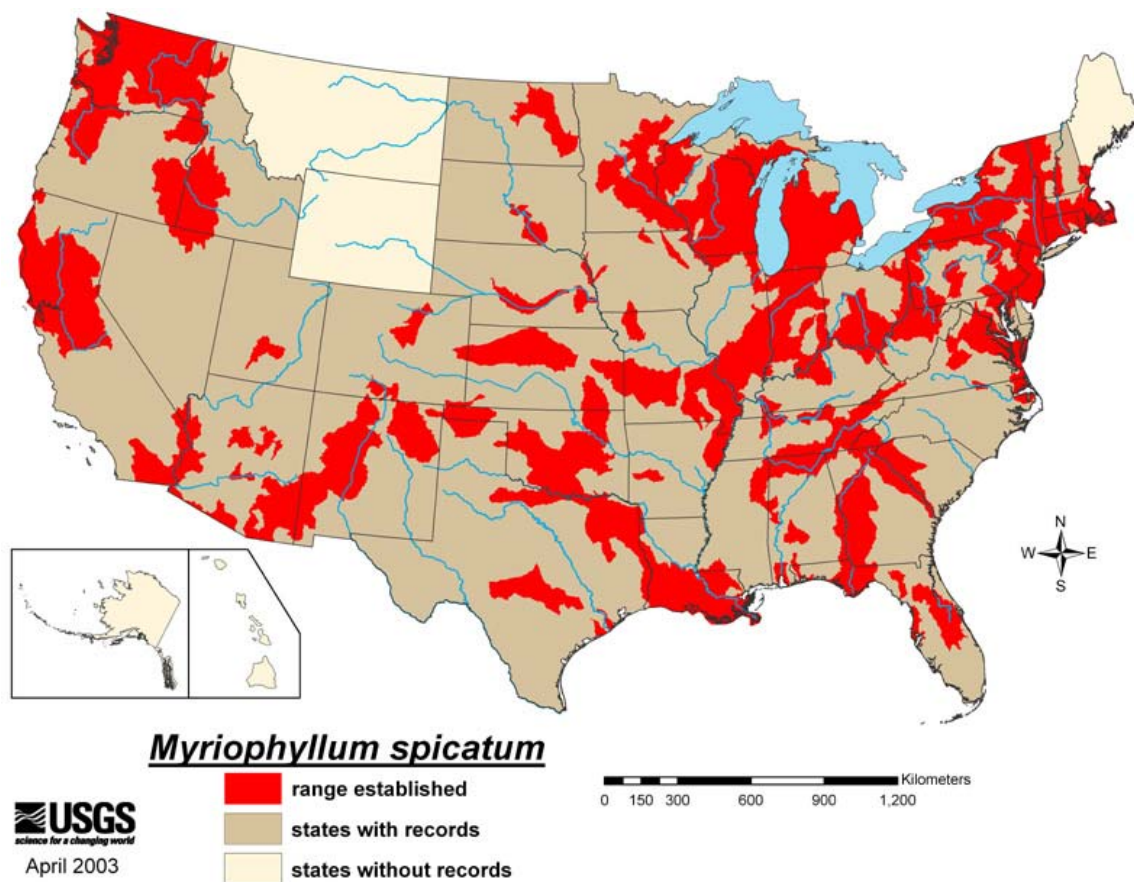 N
W E
S
Myriophyllum spicatum
range established
states with records
states without records
Kilometers
0 150 300 600 900 1,200
USGS
science for a changing world
April 2003